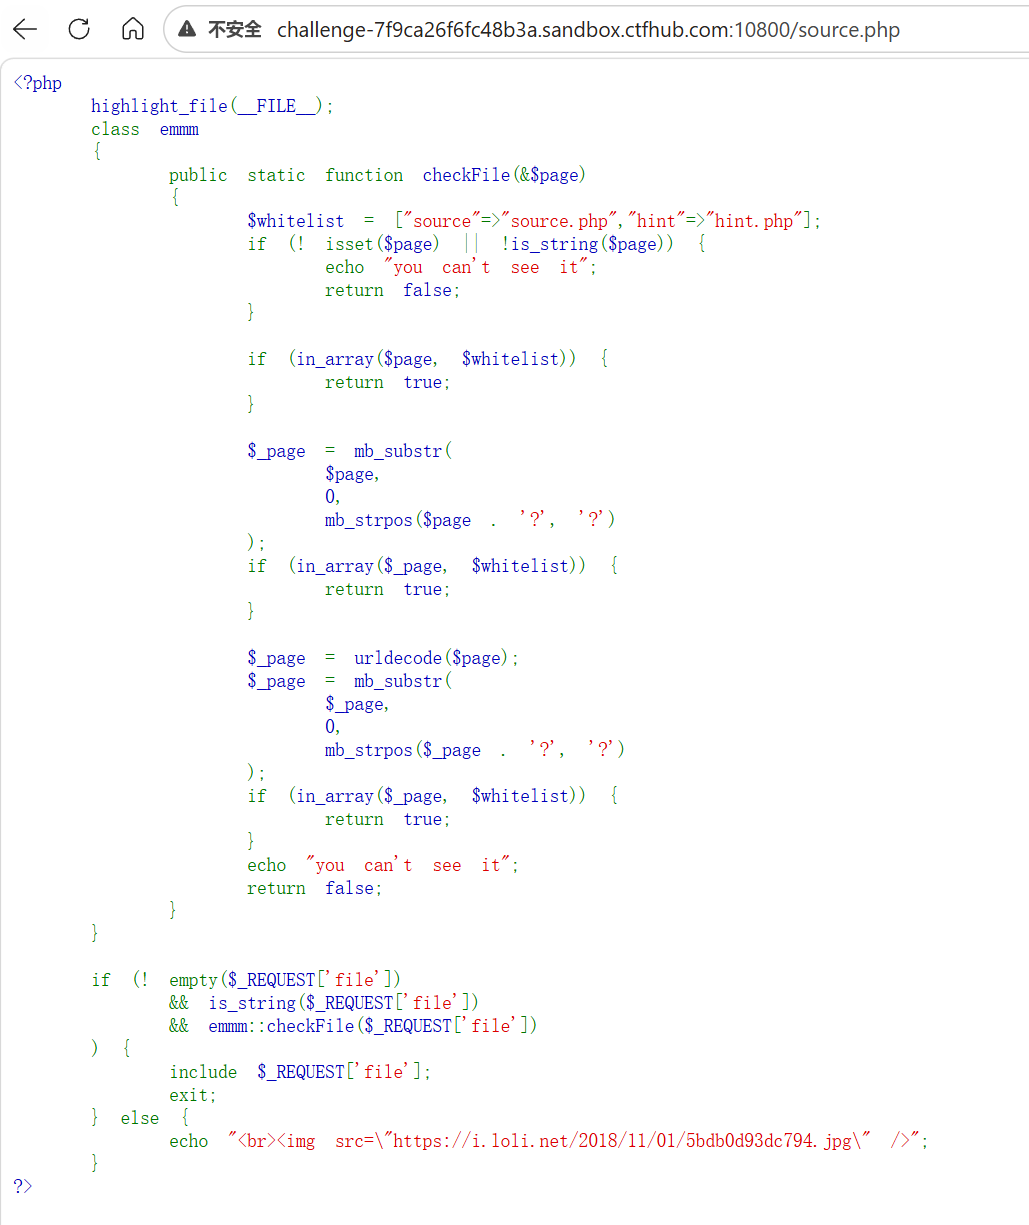 不安全 challenge-7f9ca26f6fc48b3a.sandbox.ctfhub.com:10800/source.php
<?php
highlight_file(__FILE__);
class emmm
{
public static function checkFile(&$page)
{
$whitelist = ["source"=>"source.php","hint"=>"hint.php"];
if (! isset($page) || !is_string($page)) {
echo "you can't see it";
return false;
}
if (in_array($page, $whitelist)) {
return true;
}
$_page = mb_substr(
$page,
0,
mb_strpos($page . '?', '?')
);
if (in_array($_page, $whitelist)) {
return true;
}
$_page = urldecode($page);
$_page = mb_substr(
$_page,
0,
mb_strpos($_page . '?', '?')
);
if (in_array($_page, $whitelist)) {
return true;
}
echo "you can't see it";
return false;
}
}
if (! empty($_REQUEST['file'])
&& is_string($_REQUEST['file'])
&& emmm::checkFile($_REQUEST['file'])
) {
include $_REQUEST['file'];
exit;
} else {
echo "<br><img src=\"https://i.loli.net/2018/11/01/5bdb0d93dc794.jpg\" />";
}
?>